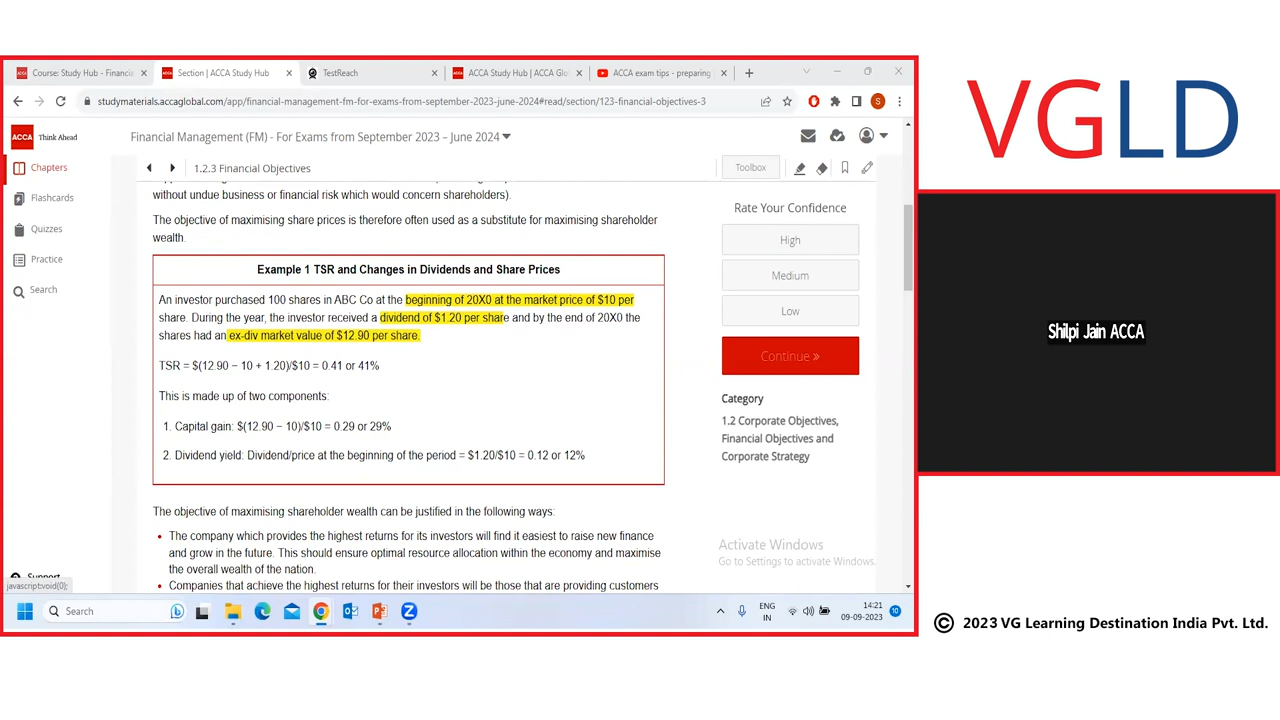 Course: Study Hub - Financia
Section | ACCA Study Hub
TestReach
ACCA Study Hub | ACCA Glo
ACCA exam tips - preparing
studymaterials.accaglobal.com/app/financial-management-fm-for-exams-from-september-2023-june-2024#read/section/123-financial-objectives-3
S
ACCA Think Ahead
Financial Management (FM) - For Exams from September 2023 – June 2024
Chapters
Flashcards
Quizzes
Practice
Search
Support
javascript:void(0);
1.2.3 Financial Objectives
Toolbox
without undue business or financial risk which would concern shareholders).
The objective of maximising share prices is therefore often used as a substitute for maximising shareholder
wealth.
Example 1 TSR and Changes in Dividends and Share Prices
An investor purchased 100 shares in ABC Co at the beginning of 20X0 at the market price of $10 per
share. During the year, the investor received a dividend of $1.20 per share and by the end of 20X0 the
shares had an ex-div market value of $12.90 per share.
TSR = $(12.90 − 10 + 1.20)/$10 = 0.41 or 41%
This is made up of two components:
1. Capital gain: $(12.90 − 10)/$10 = 0.29 or 29%
2. Dividend yield: Dividend/price at the beginning of the period = $1.20/$10 = 0.12 or 12%
The objective of maximising shareholder wealth can be justified in the following ways:
• The company which provides the highest returns for its investors will find it easiest to raise new finance
and grow in the future. This should ensure optimal resource allocation within the economy and maximise
the overall wealth of the nation.
• Companies that achieve the highest returns for their investors will be those that are providing customers
Rate Your Confidence
High
Medium
Low
Continue »
Category
1.2 Corporate Objectives,
Financial Objectives and
Corporate Strategy
Activate Windows
Go to Settings to activate Windows.
Search
ENG
IN
14:21
09-09-2023
10
VGLD
Shilpi Jain ACCA
© 2023 VG Learning Destination India Pvt. Ltd.